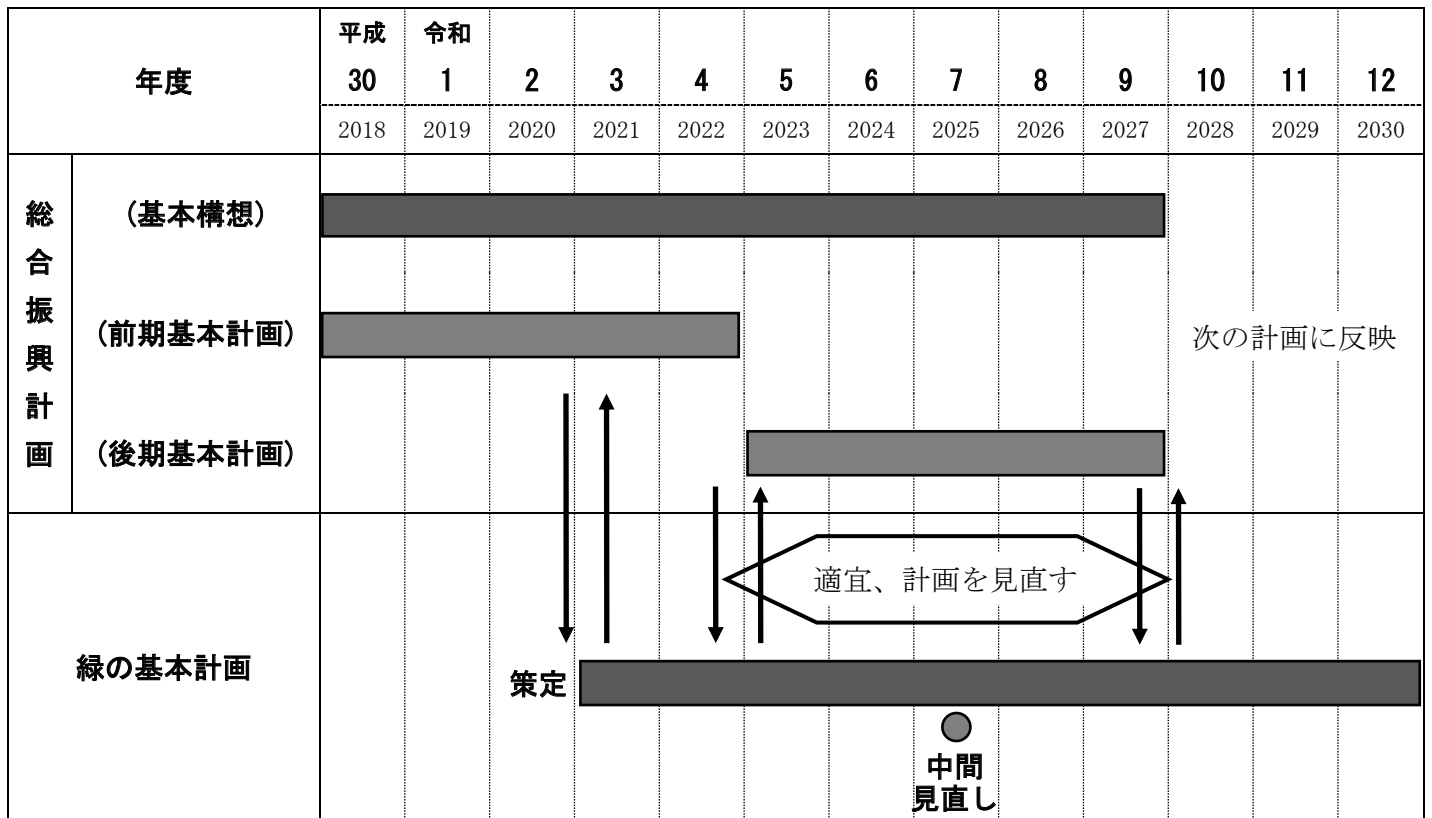 年度
平成 令和
30 1 2 3 4 5 6 7 8 9 10 11 12
2018 2019 2020 2021 2022 2023 2024 2025 2026 2027 2028 2029 2030
総合振興計画
(基本構想)
(前期基本計画)
次の計画に反映
(後期基本計画)
適宜、計画を見直す
緑の基本計画
策定
中間
見直し